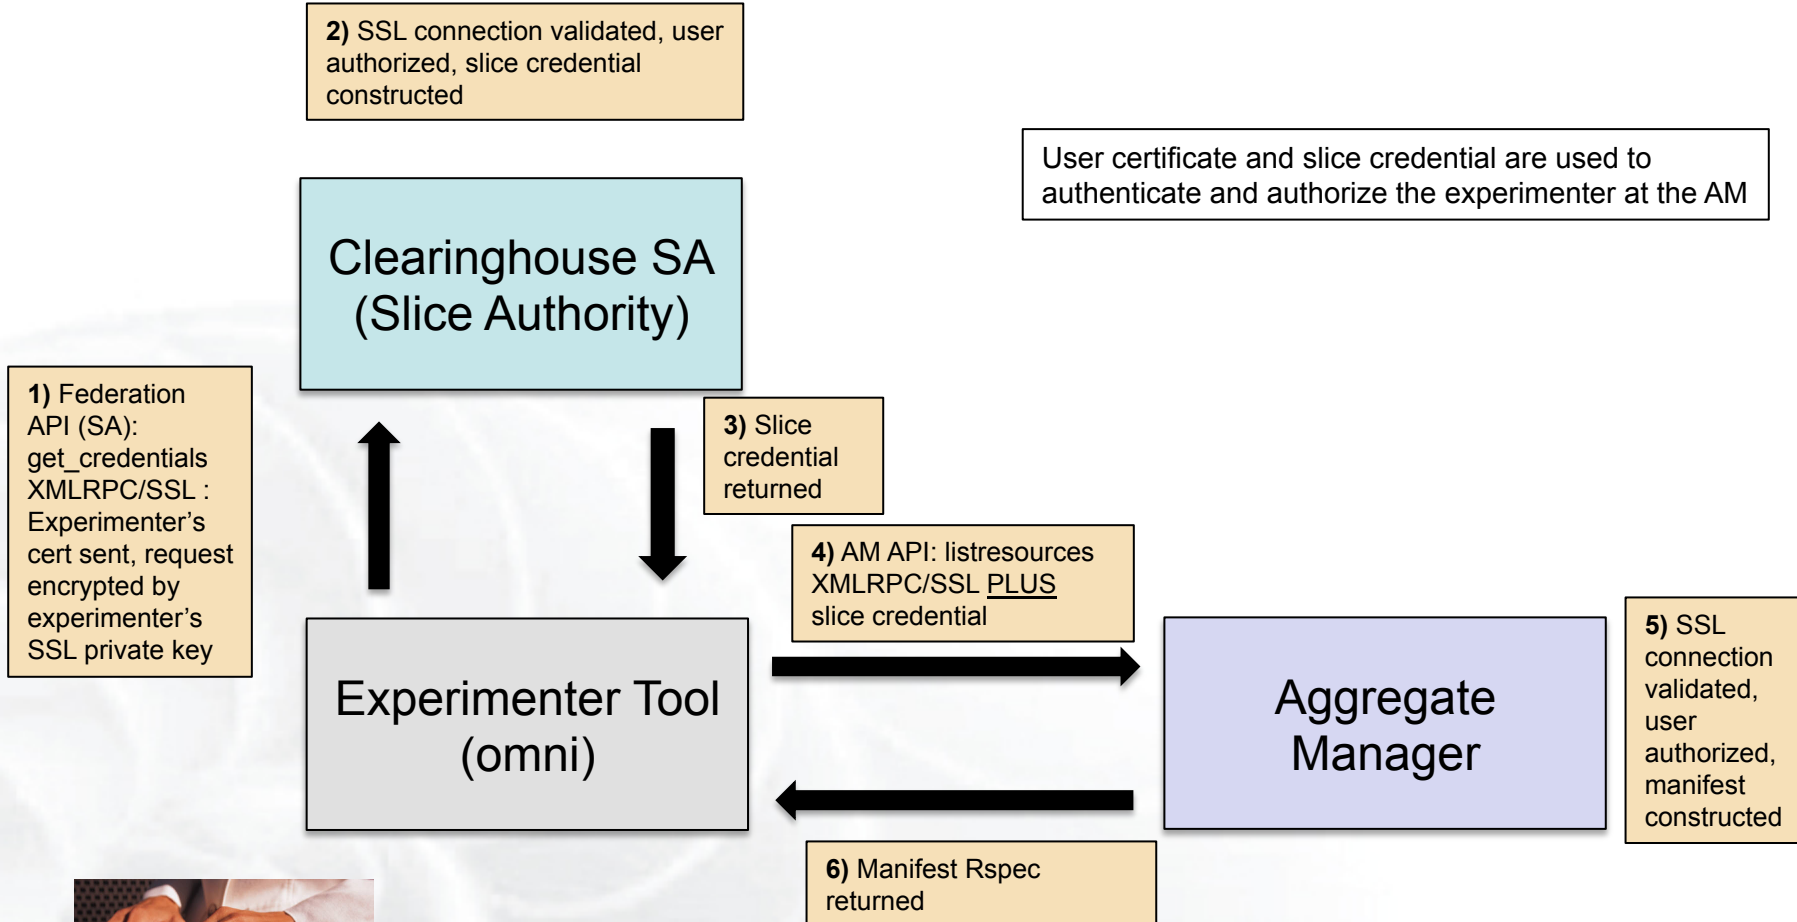 2) SSL connection validated, user
authorized, slice credential
constructed
User certificate and slice credential are used to
authenticate and authorize the experimenter at the AM
Clearinghouse SA
(Slice Authority)
1) Federation
API (SA):
get_credentials
XMLRPC/SSL :
Experimenter’s
cert sent, request
encrypted by
experimenter’s
SSL private key
3) Slice
credential
returned
4) AM API: listresources
XMLRPC/SSL PLUS
slice credential
Experimenter Tool
(omni)
Aggregate
Manager
5) SSL
connection
validated,
user
authorized,
manifest
constructed
6) Manifest Rspec
returned